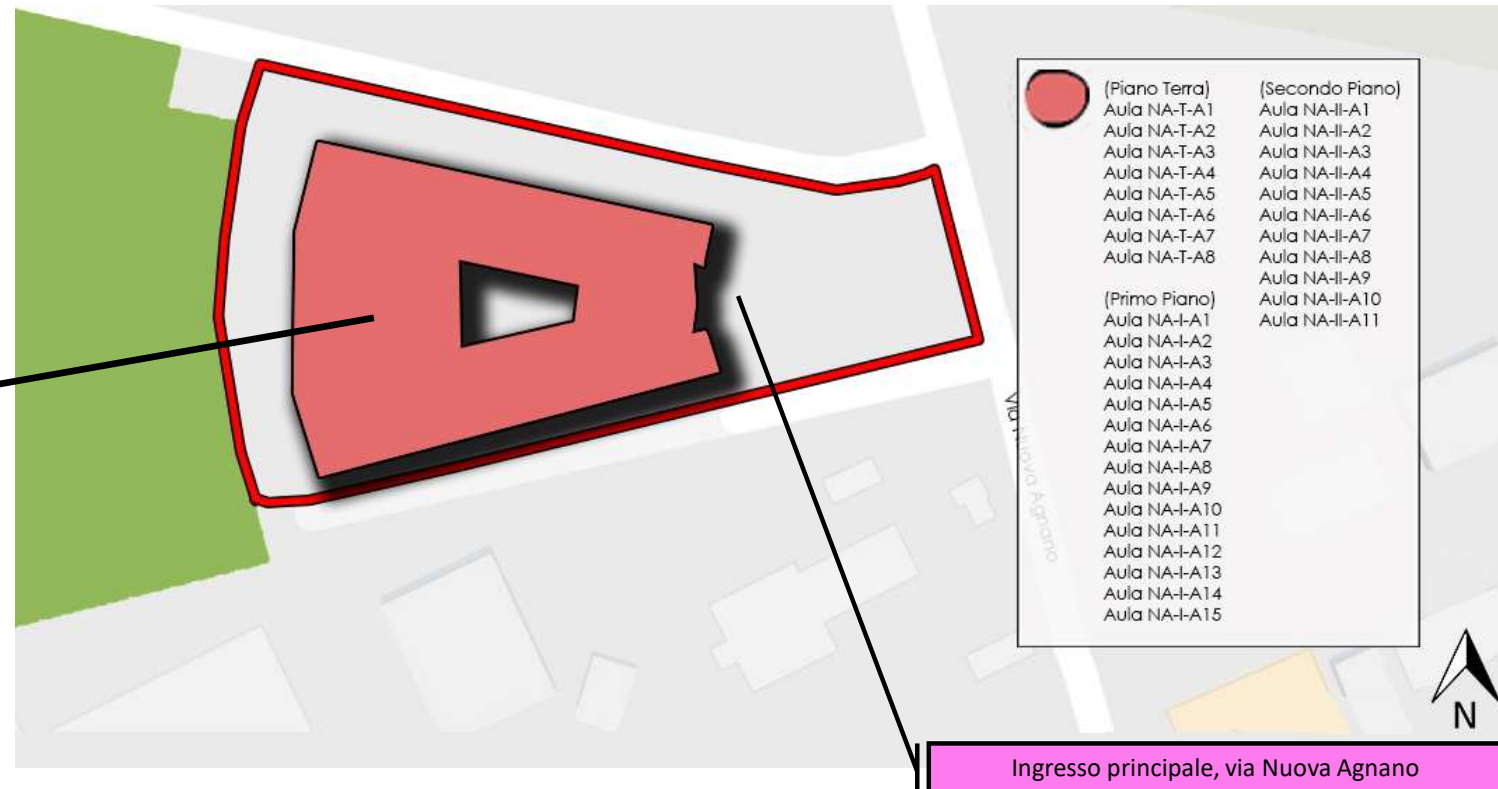 (Piano Terra)
Aula NA-T-A1
Aula NA-T-A2
Aula NA-T-A3
Aula NA-T-A4
Aula NA-T-A5
Aula NA-T-A6
Aula NA-T-A7
Aula NA-T-A8
(Primo Piano)
Aula NA-I-A1
Aula NA-I-A2
Aula NA-I-A3
Aula NA-I-A4
Aula NA-I-A5
Aula NA-I-A6
Aula NA-I-A7
Aula NA-I-A8
Aula NA-I-A9
Aula NA-I-A10
Aula NA-I-A11
Aula NA-I-A12
Aula NA-I-A13
Aula NA-I-A14
Aula NA-I-A15
(Secondo Piano)
Aula NA-II-A1
Aula NA-II-A2
Aula NA-II-A3
Aula NA-II-A4
Aula NA-II-A5
Aula NA-II-A6
Aula NA-II-A7
Aula NA-II-A8
Aula NA-II-A9
Aula NA-II-A10
Aula NA-II-A11
Via Nuova Agnano
N
Ingresso principale, via Nuova Agnano